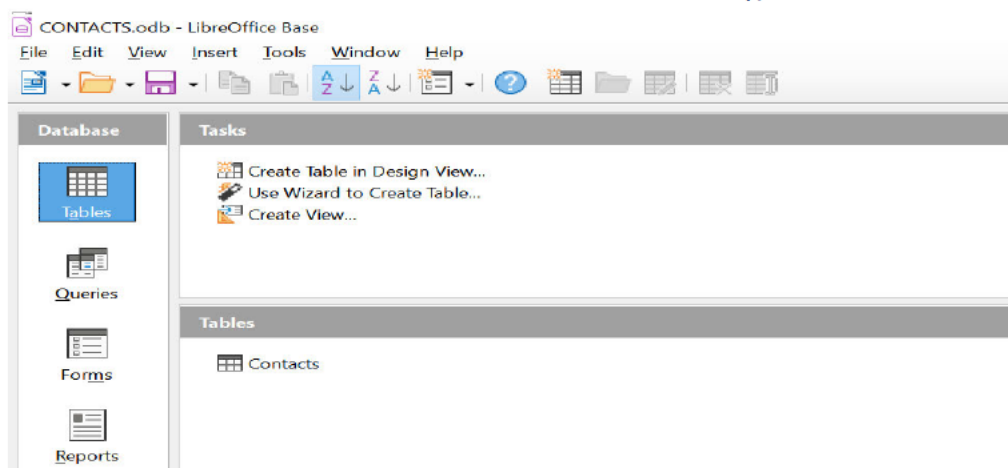 CONTACTS.odb - LibreOffice Base
File Edit View Insert Tools Window Help
Database
Tables
Queries
Forms
Reports
Tasks
Create Table in Design View...
Use Wizard to Create Table...
Create View...
Tables
Contacts